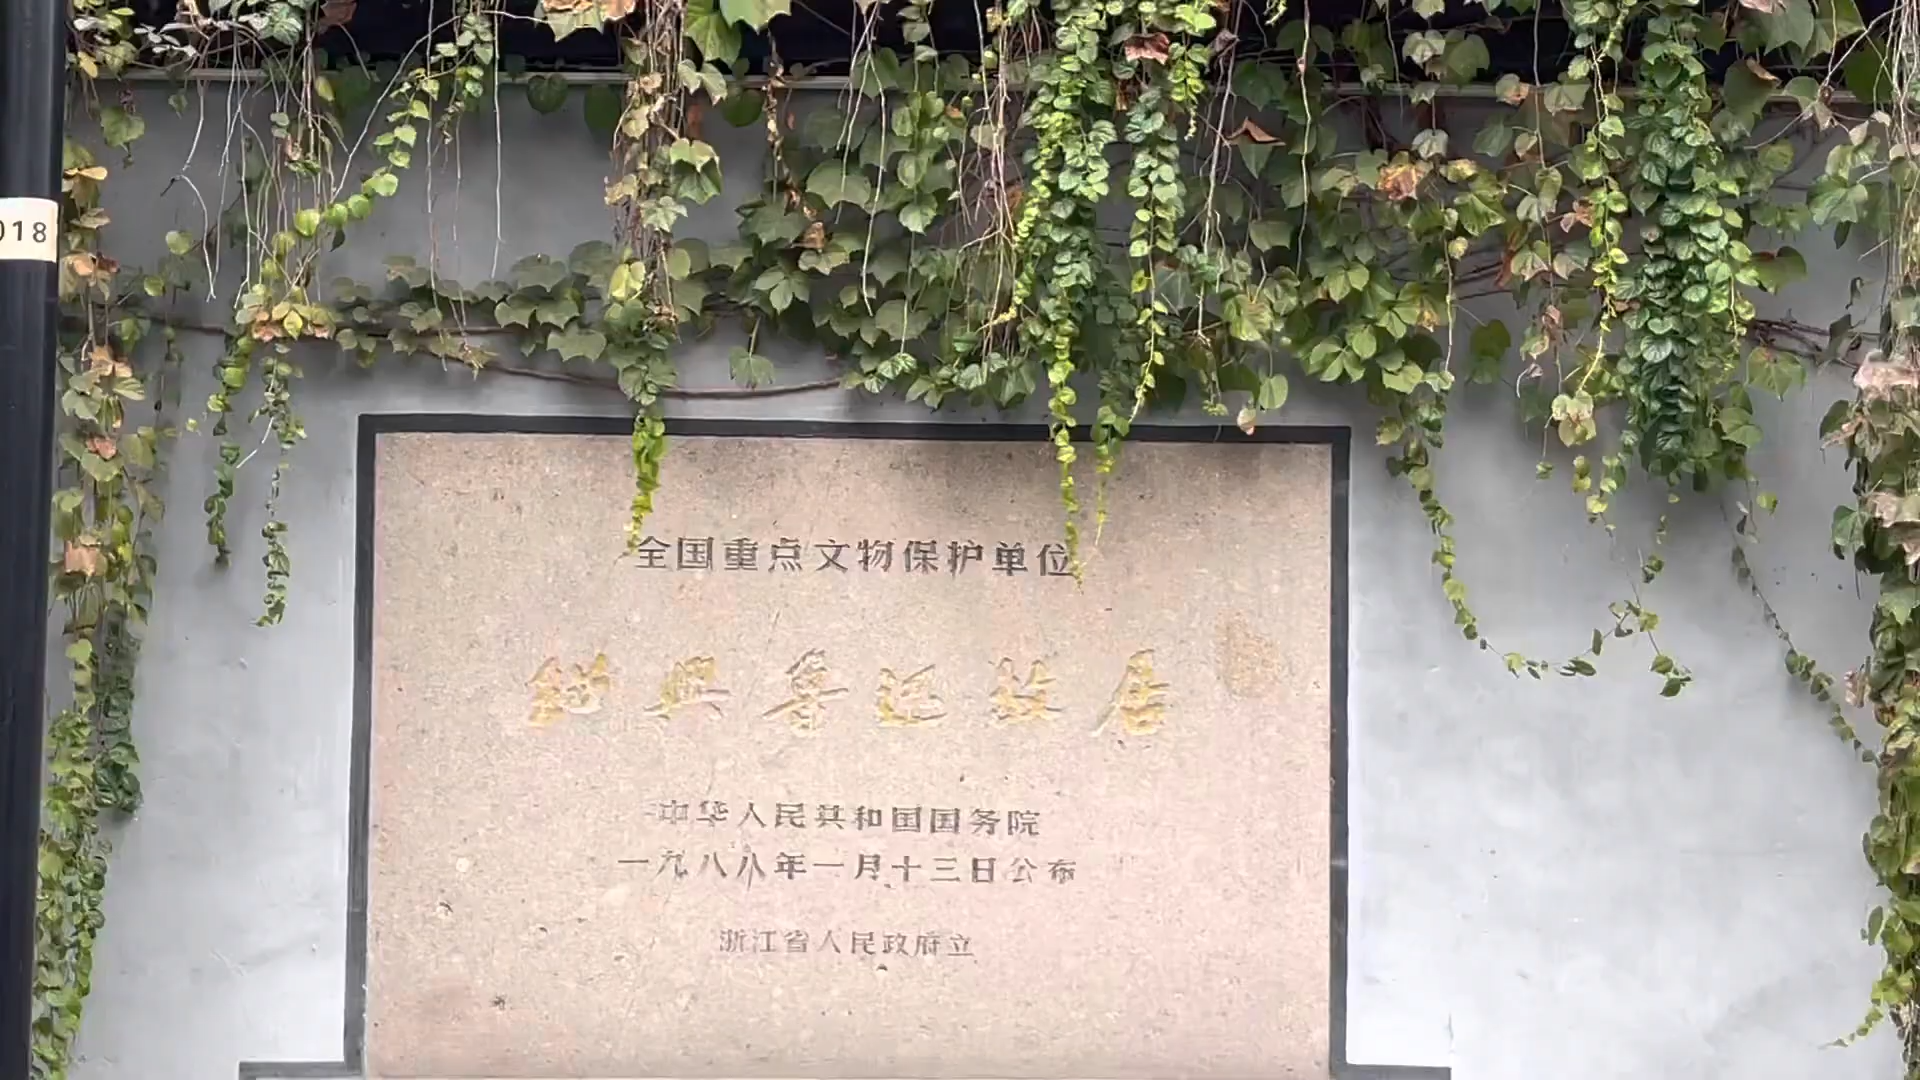 018
全国重点文物保护单位
绍興鲁迅故居
中华人民共和国国务院
一九八八年一月十三日公布
浙江省人民政府立